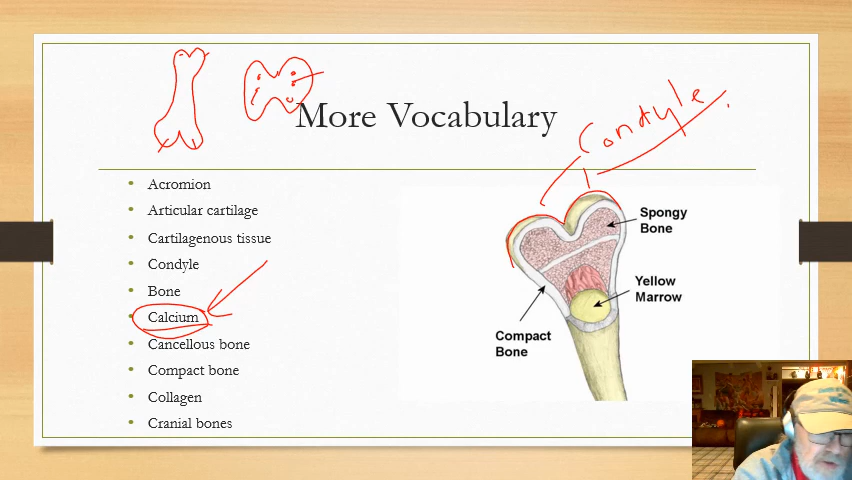 More Vocabulary
Condyle
Acromion
Articular cartilage
Cartilagenous tissue
Condyle
Bone
Calcium
Cancellous bone
Compact bone
Collagen
Cranial bones
Spongy
Bone
Yellow
Marrow
Compact
Bone